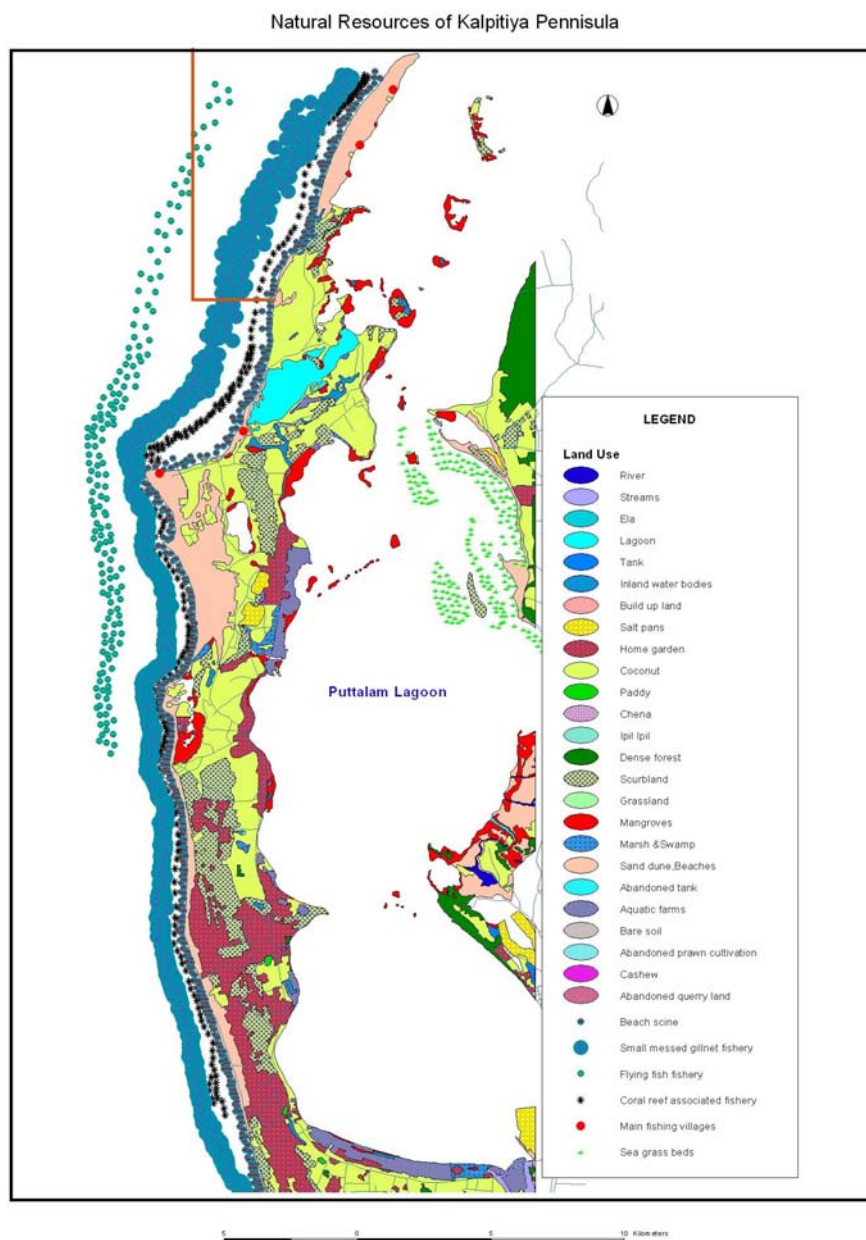 Natural Resources of Kalpitiya Pennisula
LEGEND
Land Use
River
Streams
Ela
Lagoon
Tank
Inland water bodies
Build up land
Salt pans
Home garden
Coconut
Paddy
Chena
Ipil Ipil
Dense forest
Scurbland
Grassland
Mangroves
Marsh &Swamp
Sand dune,Beaches
Abandoned tank
Aquatic farms
Bare soil
Abandoned prawn cultivation
Cashew
Abandoned querry land
Beach scine
Small messed gillnet fishery
Flying fish fishery
Coral reef associated fishery
Main fishing villages
Sea grass beds
Puttalam Lagoon
5 0 5 10 Kilometers